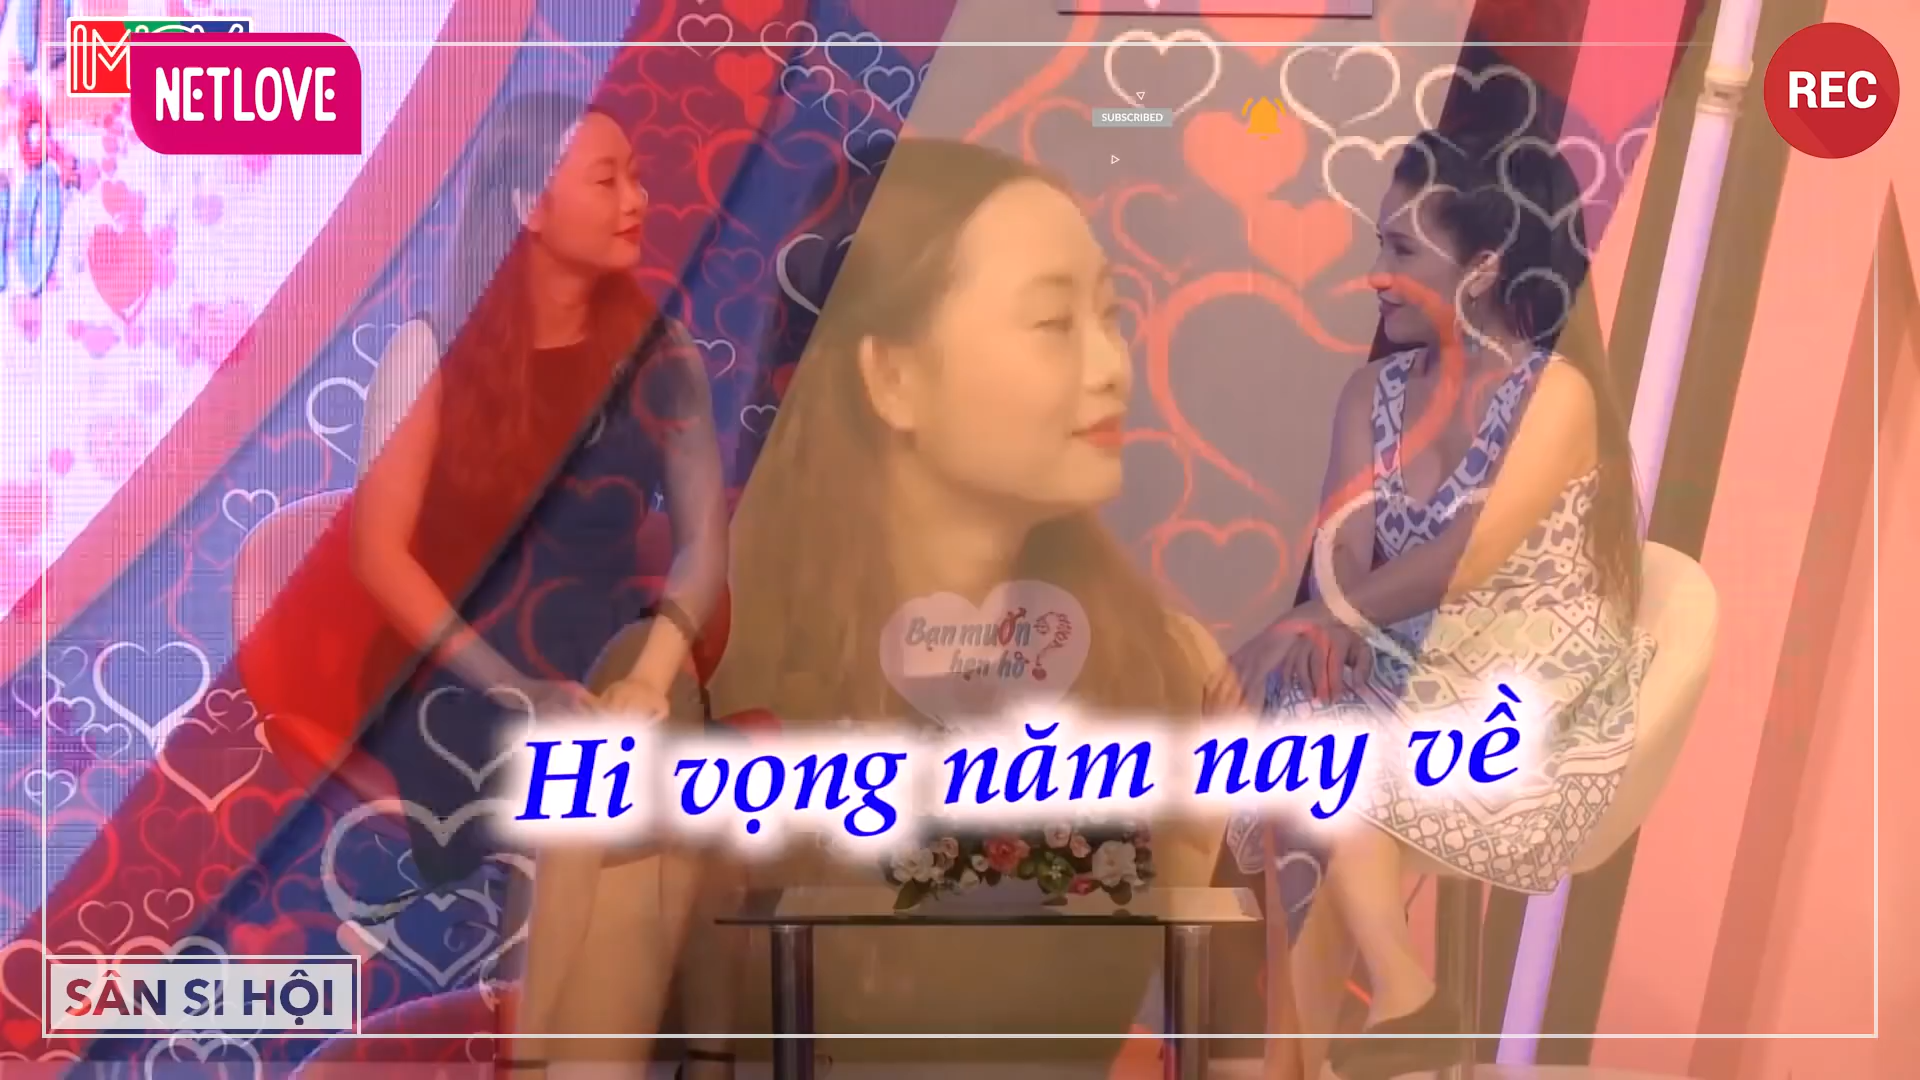 NETLOVE
REC
SUBSCRIBED
Bạn muốn
hẹn hò
Hi vọng năm nay về
SÂN SI HỘI